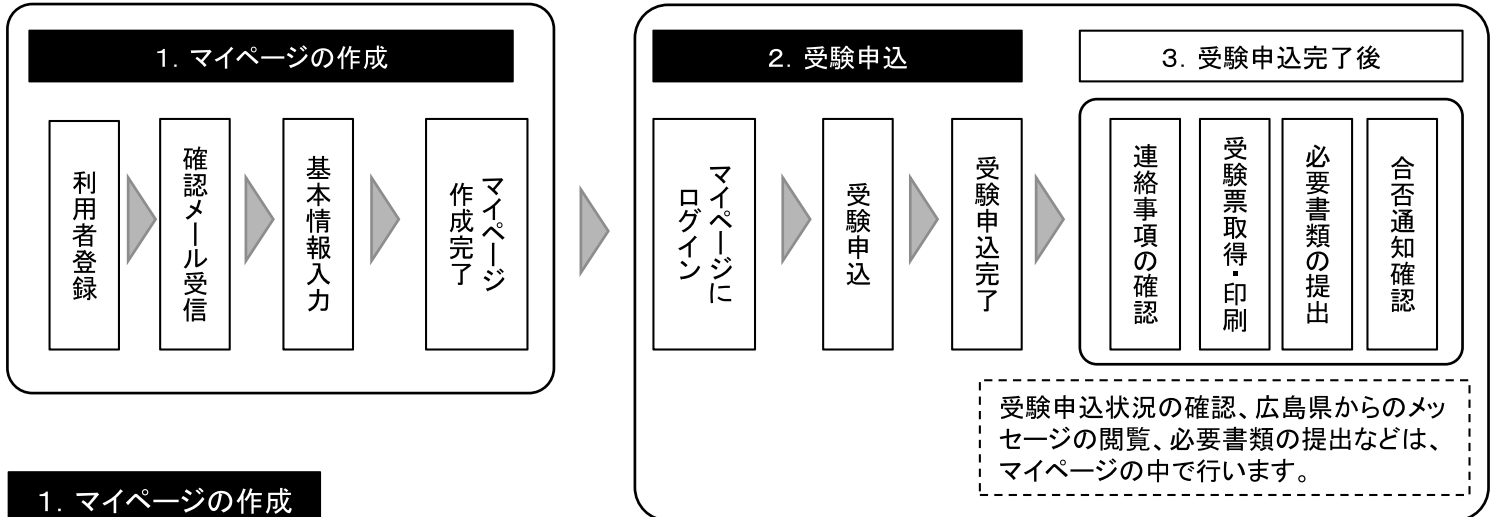 １．マイページの作成
利用者登録
確認メール受信
基本情報入力
マイページ
作成完了
２．受験申込
マイページに
ログイン
受験申込
受験申込完了
３．受験申込完了後
連絡事項の確認
受験票取得・印刷
必要書類の提出
合否通知確認
受験申込状況の確認、広島県からのメッ
セージの閲覧、必要書類の提出などは、
マイページの中で行います。
１．マイページの作成